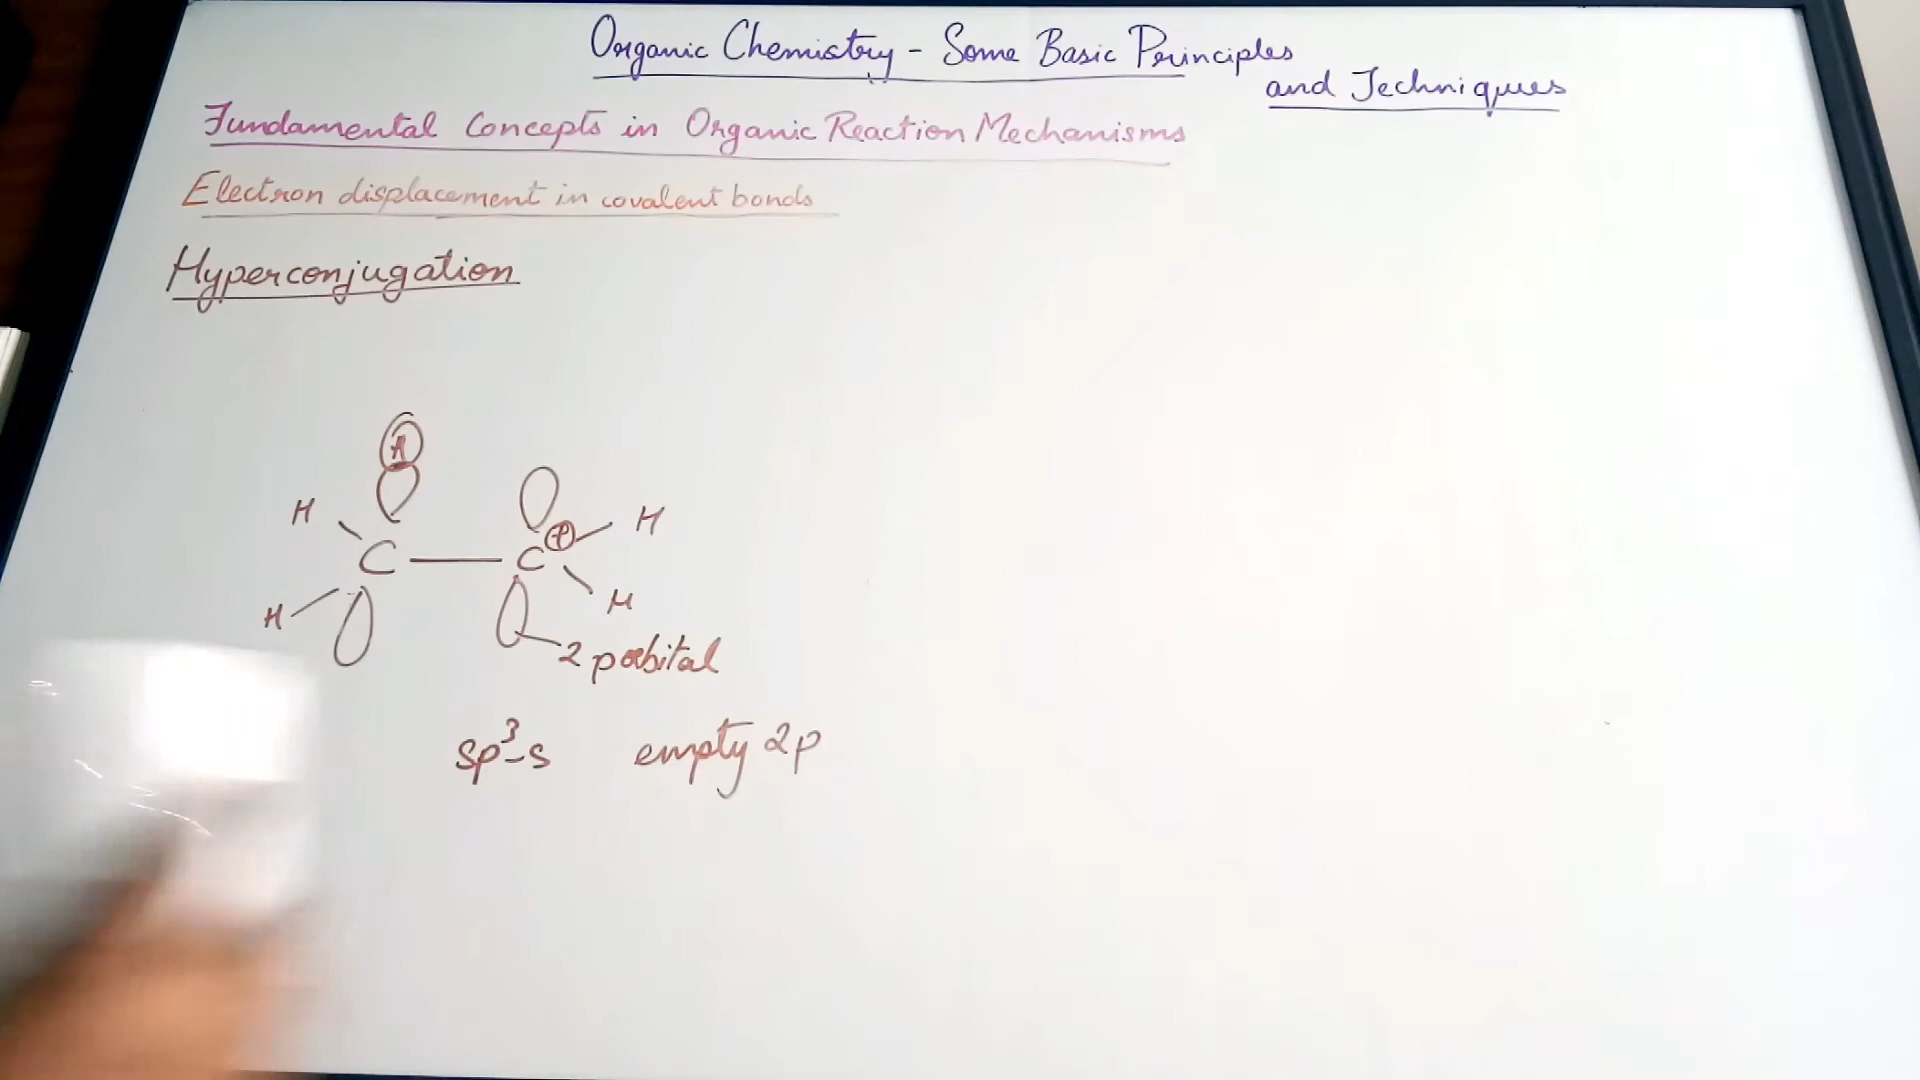 Organic Chemistry - Some Basic Principles
and Techniques
Fundamental Concepts in Organic Reaction Mechanisms
Electron displacement in covalent bonds
Hyperconjugation
H
H H
C — C ⊕
H H
2 p orbital
sp³-s empty 2p